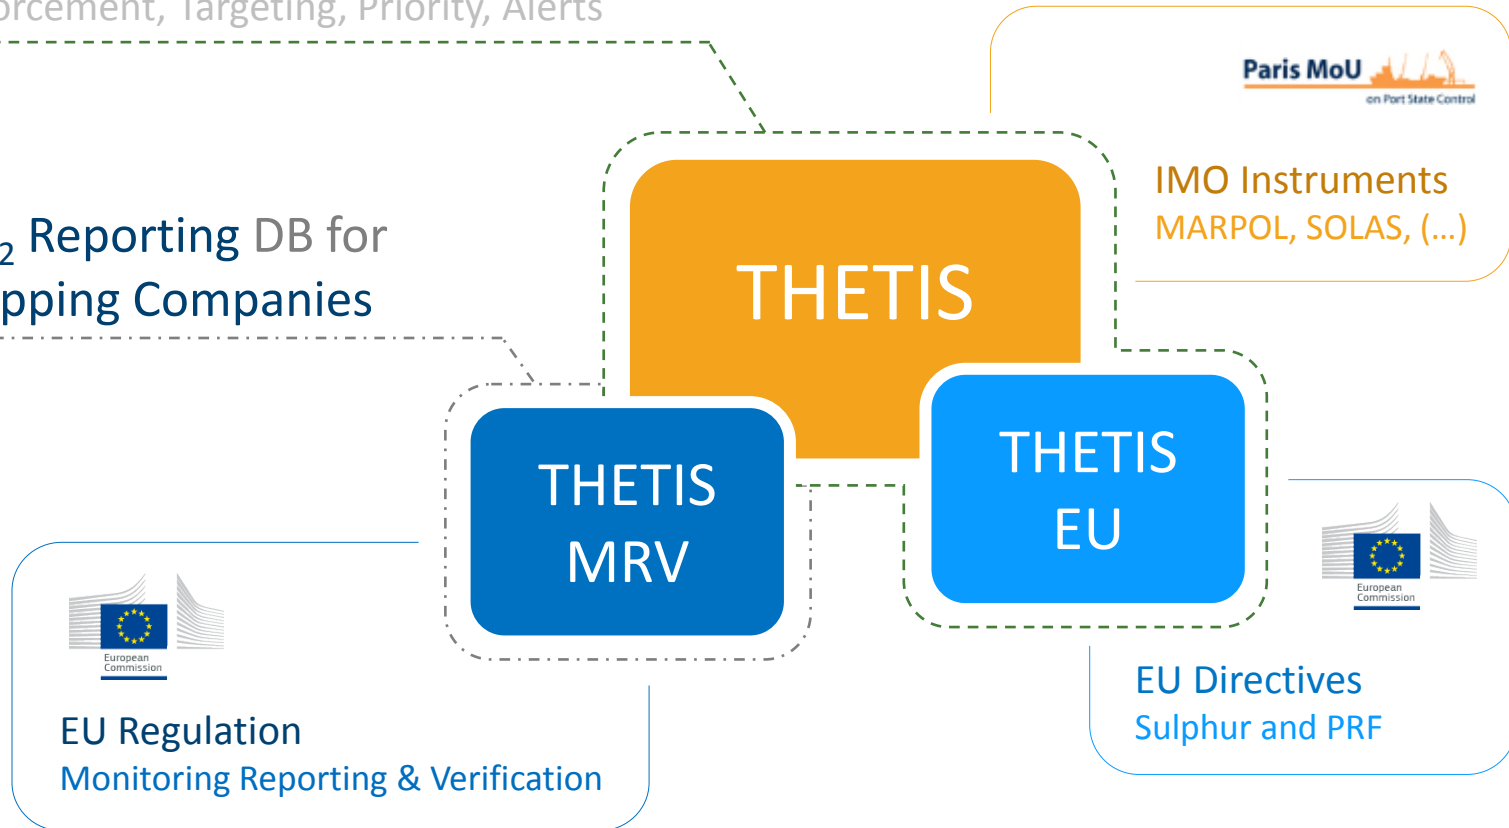 orcement, Targeting, Priority, Alerts
Paris MoU
on Port State Control
IMO Instruments
MARPOL, SOLAS, (...)
₂ Reporting DB for
pping Companies
THETIS
THETIS
MRV
THETIS
EU
European
Commission
EU Regulation
Monitoring Reporting & Verification
European
Commission
EU Directives
Sulphur and PRF